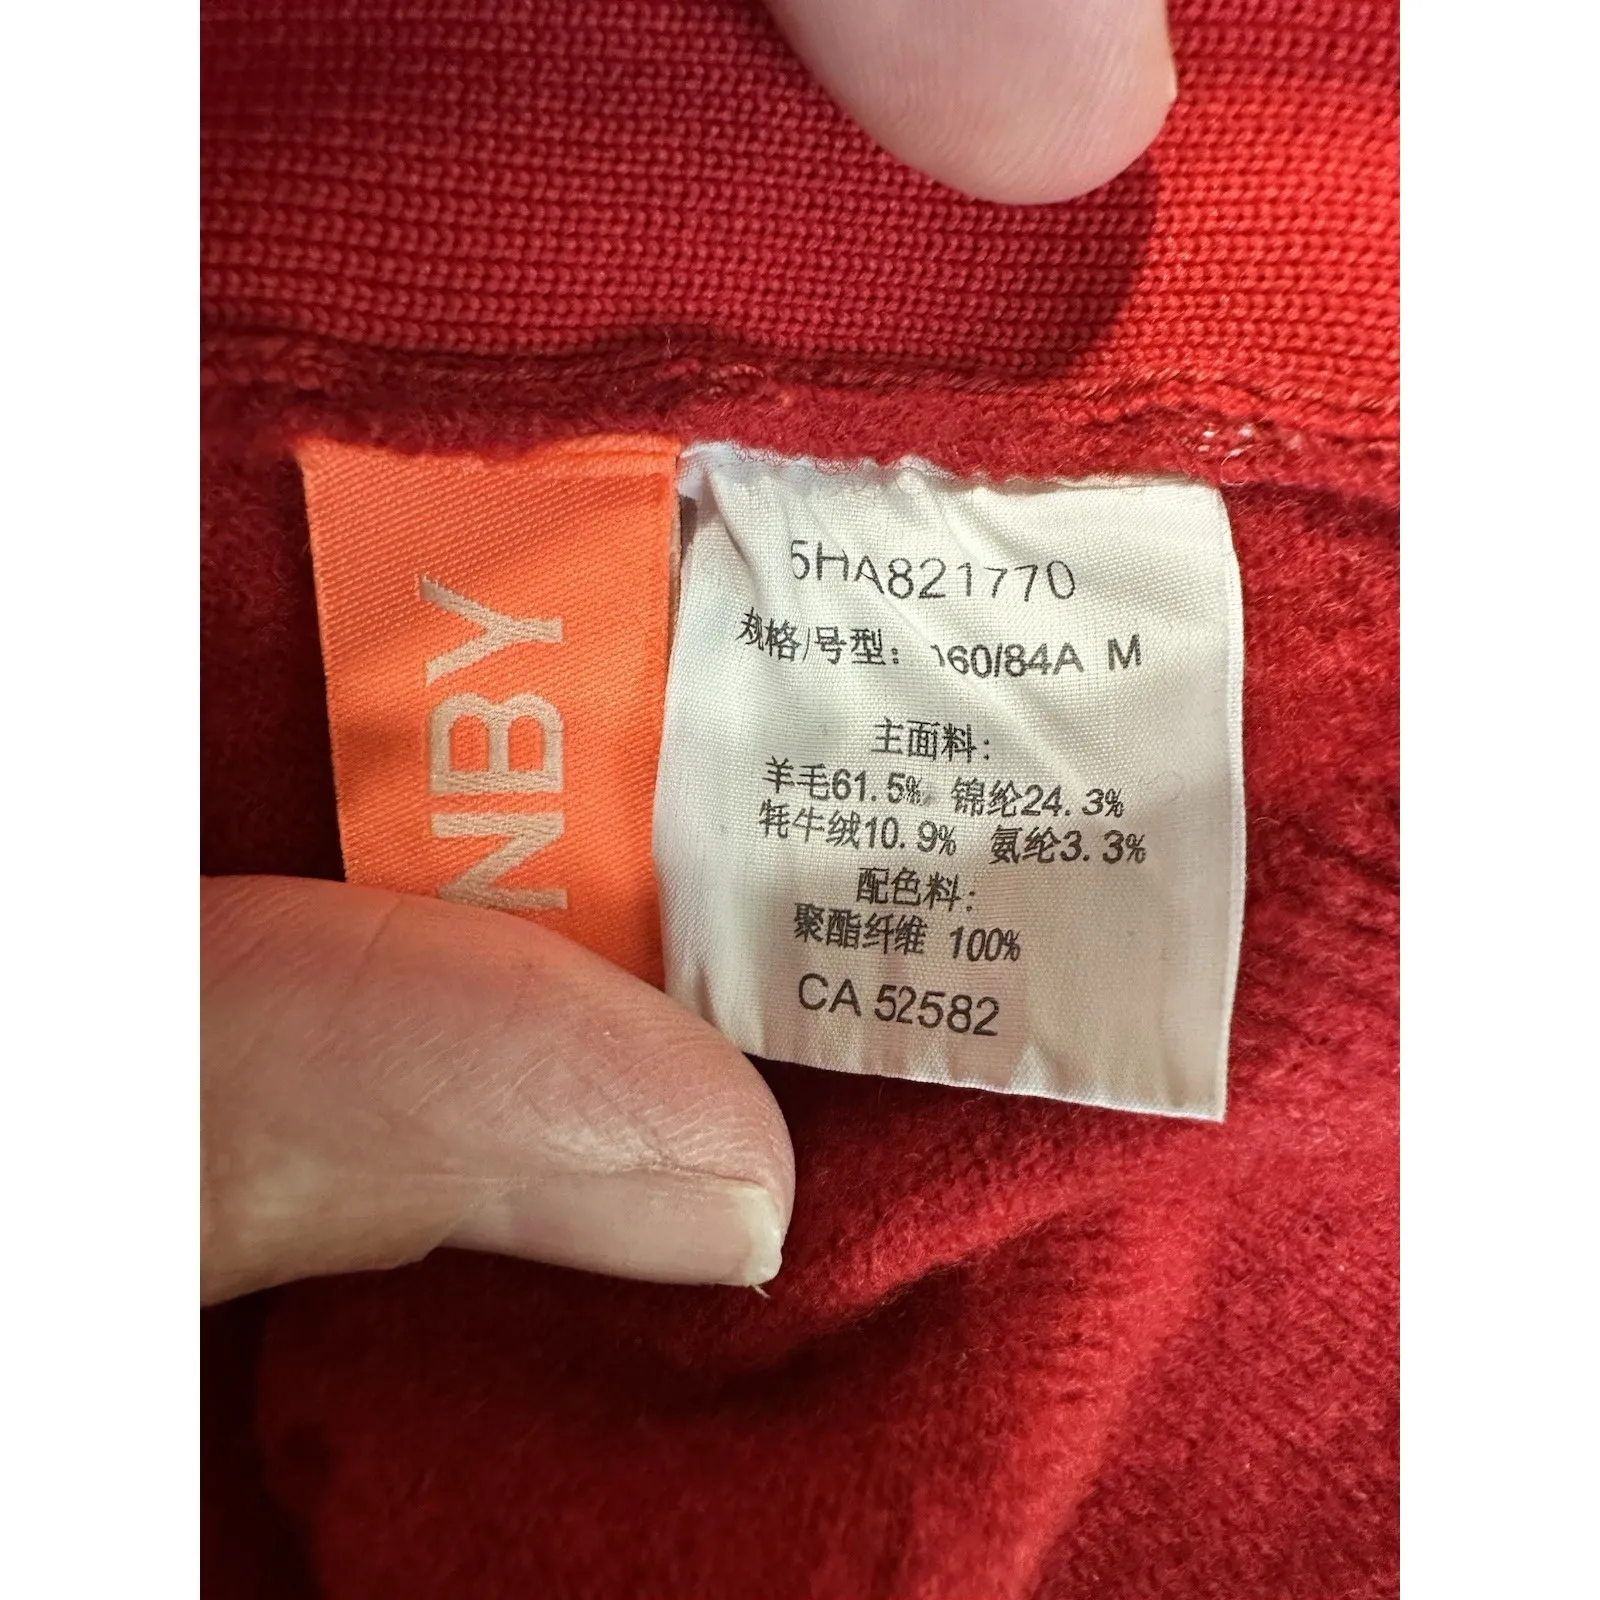 NBY
5HA821770
规格/号型: 160/84A M
主面料:
羊毛61.5% 锦纶24.3%
牦牛绒10.9% 氨纶3.3%
配色料:
聚酯纤维 100%
CA 52582